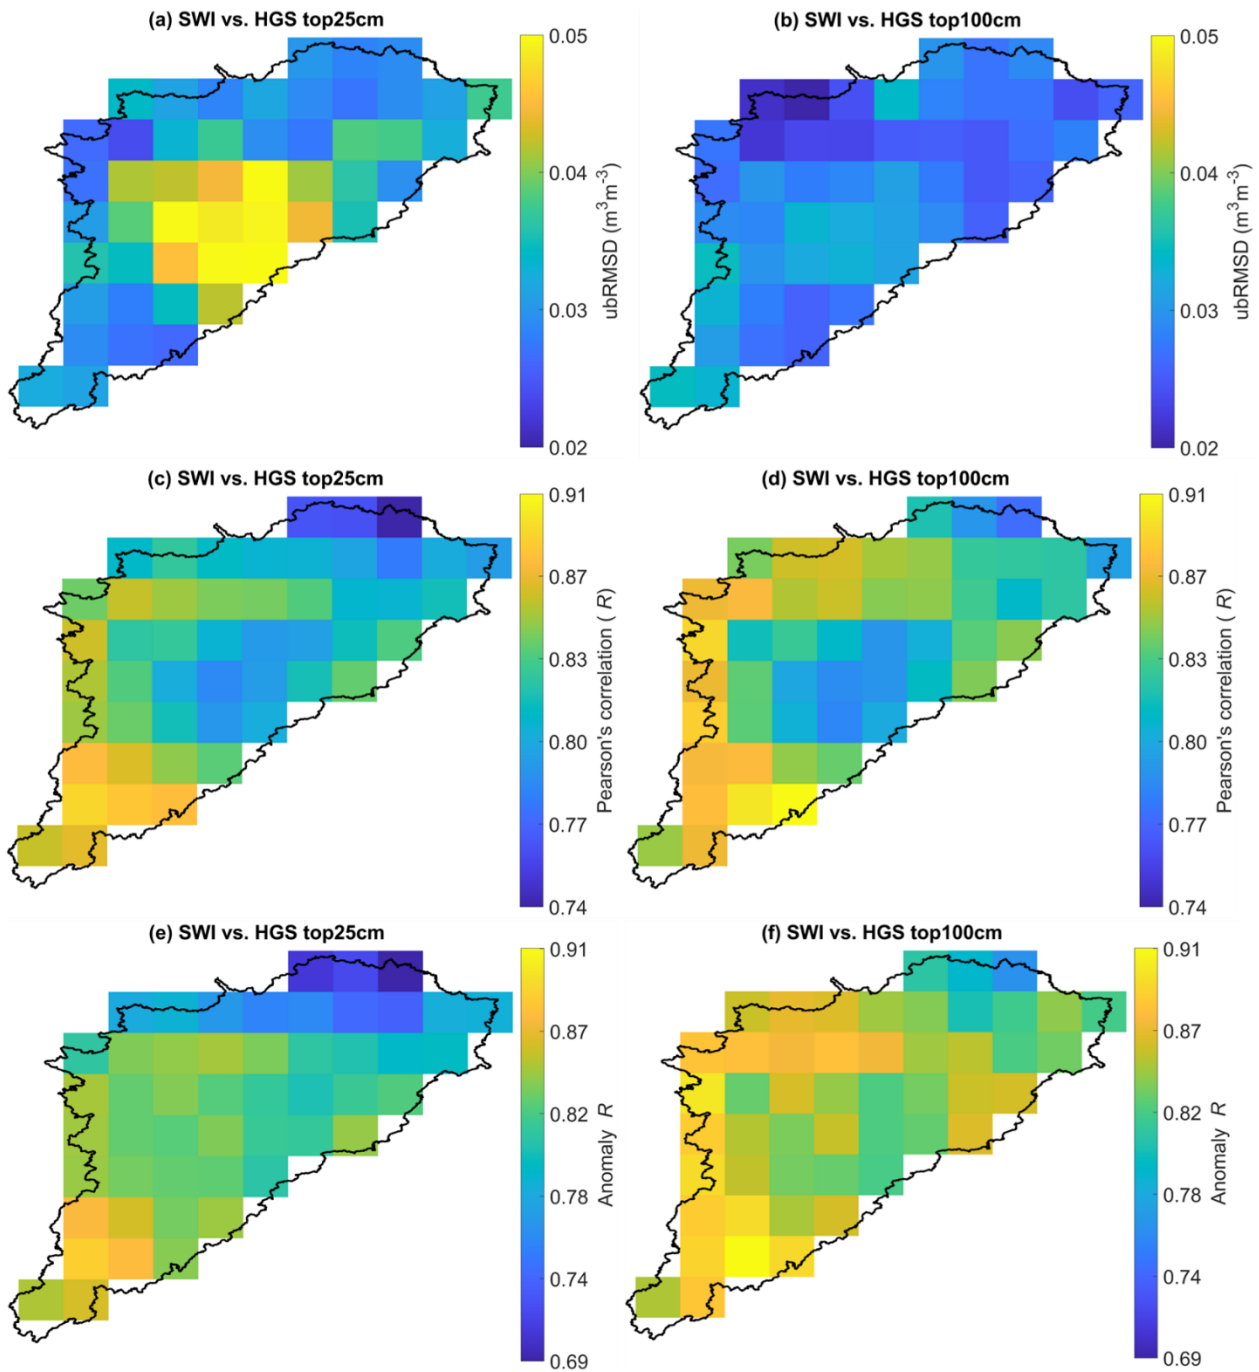 (a) SWI vs. HGS top25cm
0.05
0.04
0.03
0.02
ubRMSD (m³m⁻³)
(b) SWI vs. HGS top100cm
0.05
0.04
0.03
0.02
ubRMSD (m³m⁻³)
(c) SWI vs. HGS top25cm
0.91
0.87
0.83
0.80
0.77
0.74
Pearson's correlation ( R)
(d) SWI vs. HGS top100cm
0.91
0.87
0.83
0.80
0.77
0.74
Pearson's correlation ( R)
(e) SWI vs. HGS top25cm
0.91
0.87
0.82
0.78
0.74
0.69
Anomaly R
(f) SWI vs. HGS top100cm
0.91
0.87
0.82
0.78
0.74
0.69
Anomaly R